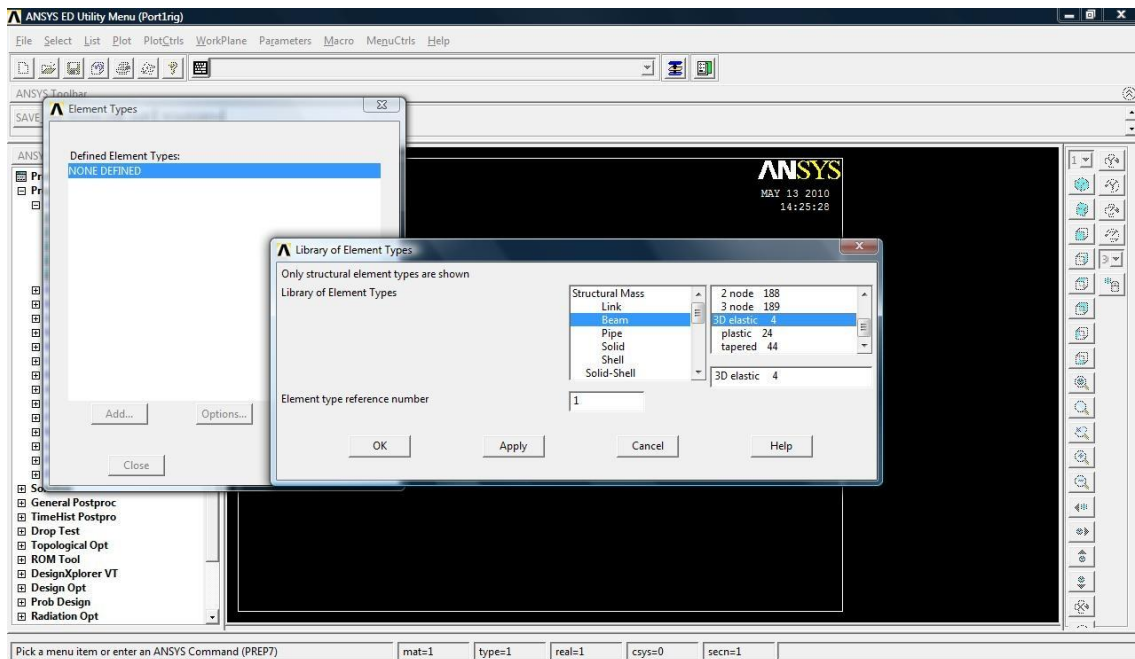 ANSYS ED Utility Menu (Port1rig)
File Select List Plot PlotCtrls WorkPlane Parameters Macro MenuCtrls Help
ANSYS Toolbar
SAVE
Element Types
Defined Element Types:
NONE DEFINED
Add...
Options...
Close
ANSYS
MAY 13 2010
14:25:28
1
3
Library of Element Types
Only structural element types are shown
Library of Element Types
Structural Mass
Link
Beam
Pipe
Solid
Shell
Solid-Shell
2 node 188
3 node 189
3D elastic 4
plastic 24
tapered 44
3D elastic 4
Element type reference number
1
OK Apply Cancel Help
General Postproc
TimeHist Postpro
Drop Test
Topological Opt
ROM Tool
DesignXplorer VT
Design Opt
Prob Design
Radiation Opt
Pick a menu item or enter an ANSYS Command (PREP7) mat=1 type=1 real=1 csys=0 secn=1